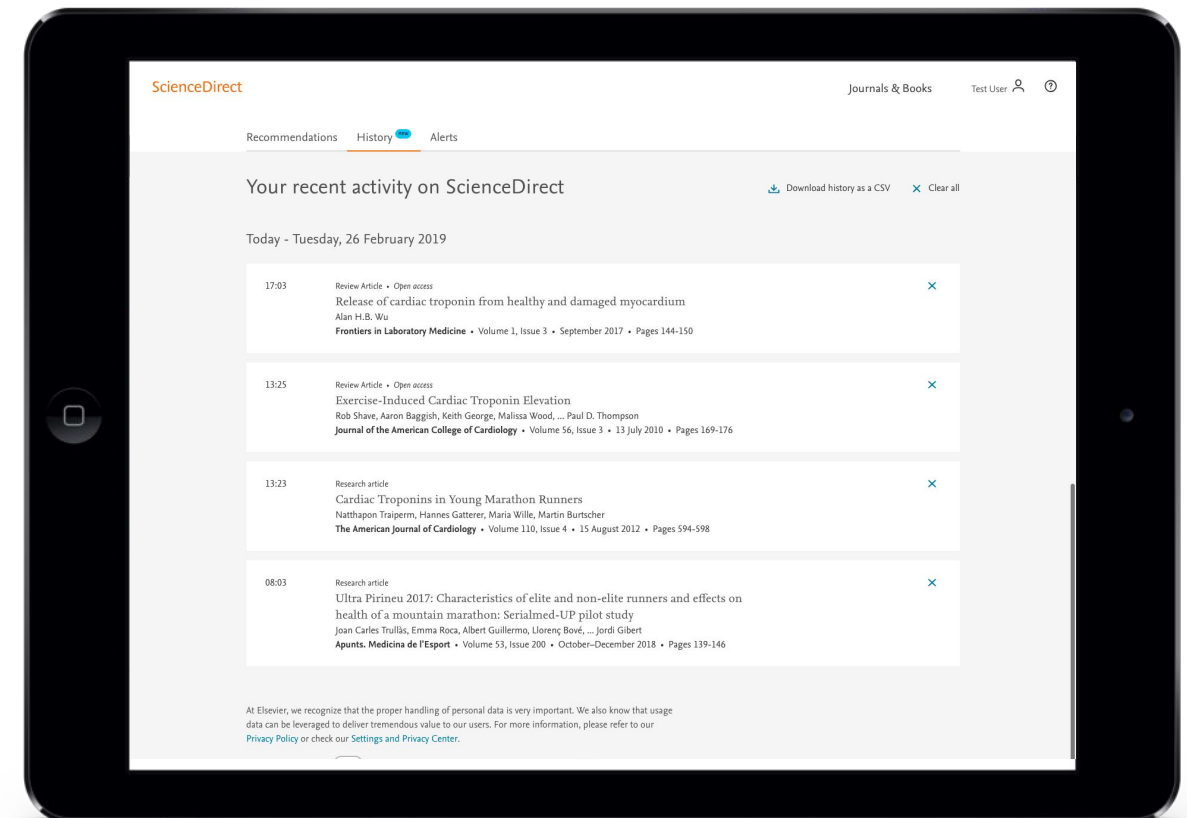 ScienceDirect
Journals & Books
Test User
Recommendations
History new
Alerts
Your recent activity on ScienceDirect
Download history as a CSV
Clear all
Today - Tuesday, 26 February 2019
17:03
Review Article • Open access
Release of cardiac troponin from healthy and damaged myocardium
Alan H.B. Wu
Frontiers in Laboratory Medicine • Volume 1, Issue 3 • September 2017 • Pages 144-150
13:25
Review Article • Open access
Exercise-Induced Cardiac Troponin Elevation
Rob Shave, Aaron Baggish, Keith George, Malissa Wood, ... Paul D. Thompson
Journal of the American College of Cardiology • Volume 56, Issue 3 • 13 July 2010 • Pages 169-176
13:23
Research article
Cardiac Troponins in Young Marathon Runners
Natthapon Traiperm, Hannes Gatterer, Maria Wille, Martin Burtscher
The American Journal of Cardiology • Volume 110, Issue 4 • 15 August 2012 • Pages 594-598
08:03
Research article
Ultra Pirineu 2017: Characteristics of elite and non-elite runners and effects on
health of a mountain marathon: Serialmed-UP pilot study
Joan Carles Trullàs, Emma Roca, Albert Guillermo, Llorenç Bové, ... Jordi Gibert
Apunts. Medicina de l'Esport • Volume 53, Issue 200 • October–December 2018 • Pages 139-146
At Elsevier, we recognize that the proper handling of personal data is very important. We also know that usage
data can be leveraged to deliver tremendous value to our users. For more information, please refer to our
Privacy Policy or check our Settings and Privacy Center.